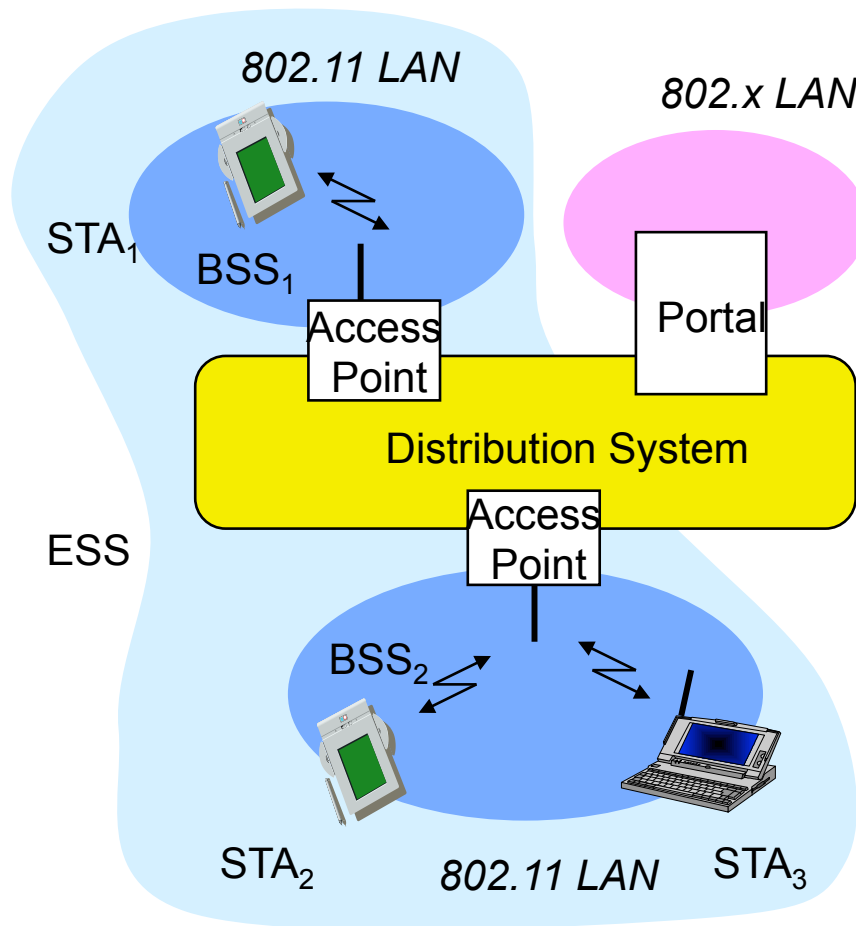 802.11 LAN
802.x LAN
STA₁
BSS₁
Access
Point
Portal
Distribution System
Access
Point
ESS
BSS₂
STA₂
802.11 LAN
STA₃